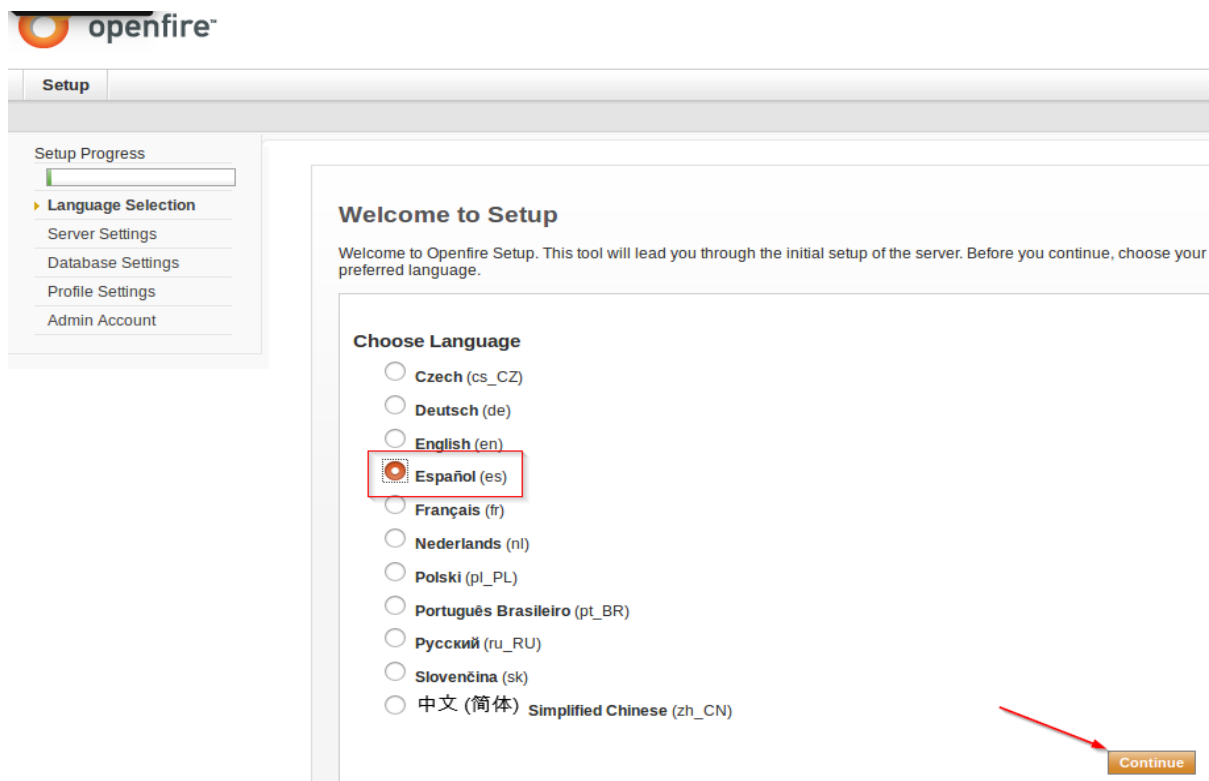 openfire™
Setup
Setup Progress
Language Selection
Server Settings
Database Settings
Profile Settings
Admin Account
Welcome to Setup
Welcome to Openfire Setup. This tool will lead you through the initial setup of the server. Before you continue, choose your
preferred language.
Choose Language
Czech (cs_CZ)
Deutsch (de)
English (en)
Español (es)
Français (fr)
Nederlands (nl)
Polski (pl_PL)
Português Brasileiro (pt_BR)
Русский (ru_RU)
Slovenčina (sk)
中文 (简体) Simplified Chinese (zh_CN)
Continue